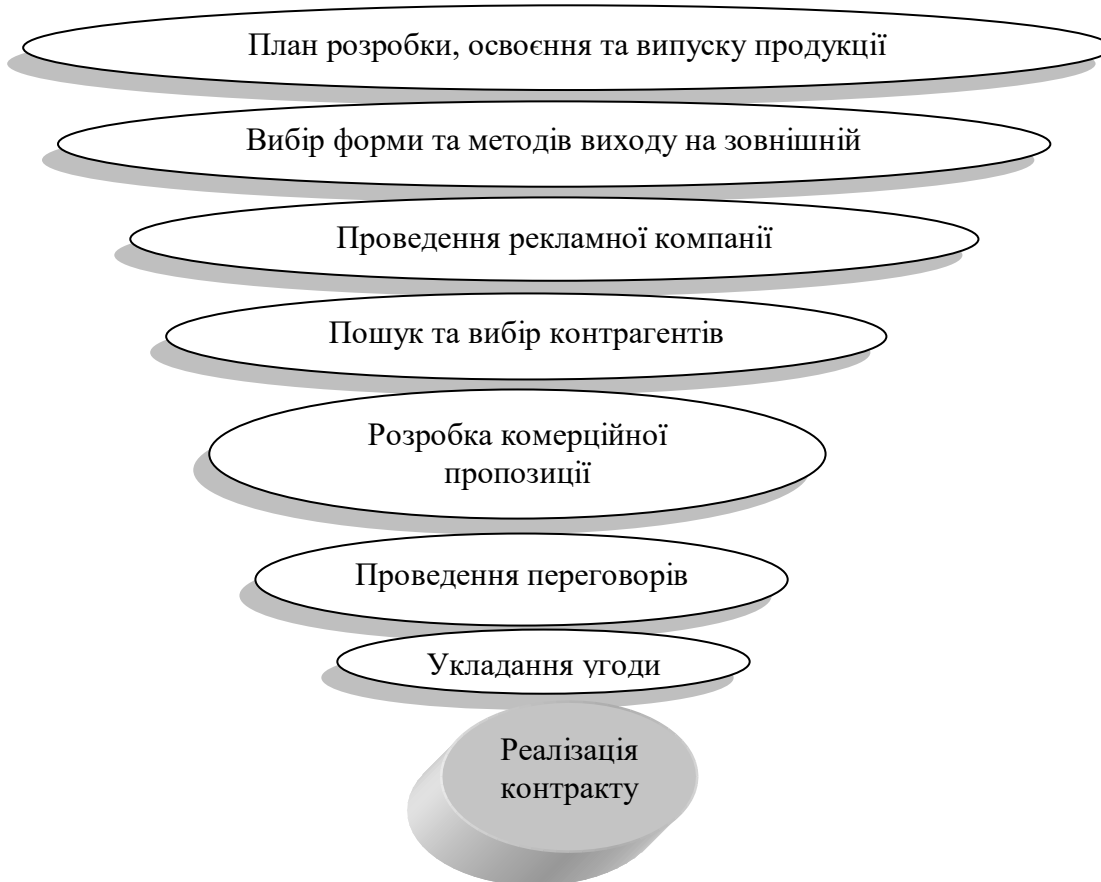 План розробки, освоєння та випуску продукції
Вибір форми та методів виходу на зовнішній
Проведення рекламної компанії
Пошук та вибір контрагентів
Розробка комерційної
пропозиції
Проведення переговорів
Укладання угоди
Реалізація
контракту